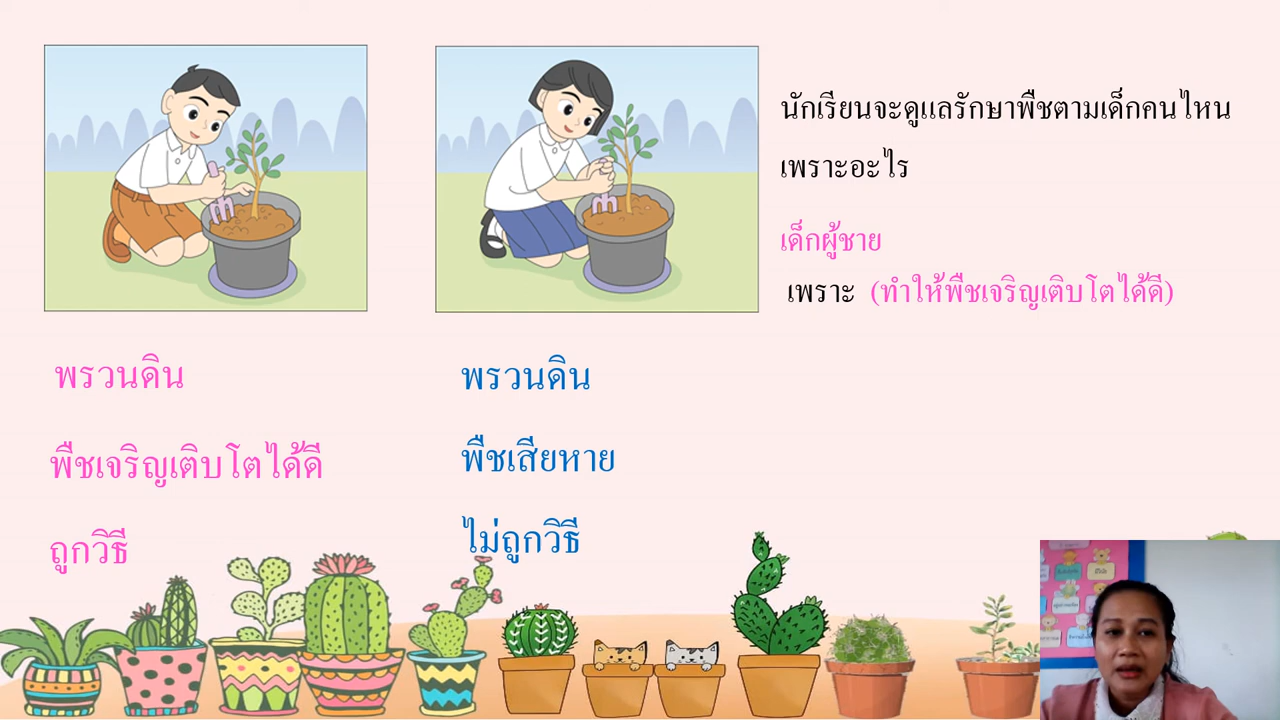 นักเรียนจะดูแลรักษาพืชตามเด็กคนไหน
เพราะอะไร
เด็กผู้ชาย
เพราะ (ทำให้พืชเจริญเติบโตได้ดี)
พรวนดิน
พืชเจริญเติบโตได้ดี
ถูกวิธี
พรวนดิน
พืชเสียหาย
ไม่ถูกวิธี